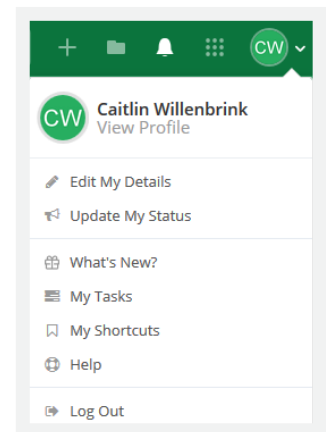 CW
CW
Caitlin Willenbrink
View Profile
Edit My Details
Update My Status
What's New?
My Tasks
My Shortcuts
Help
Log Out